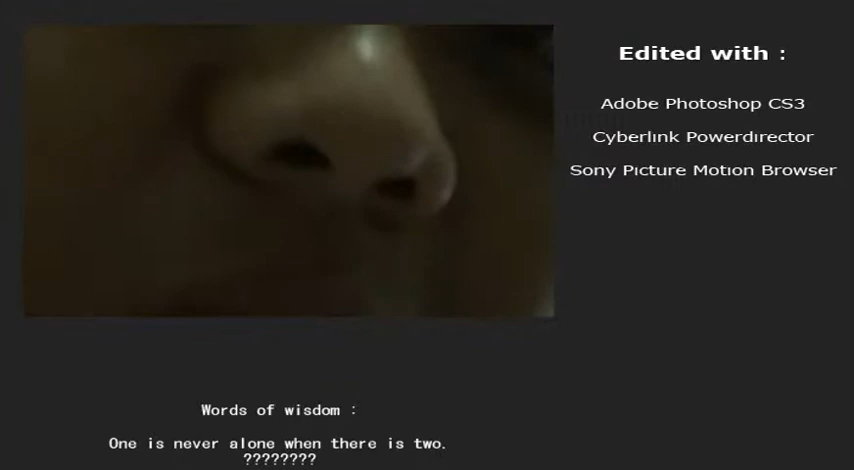 Edited with :
Adobe Photoshop CS3
Cyberlink Powerdirector
Sony Picture Motion Browser
Words of wisdom :
One is never alone when there is two.
????????